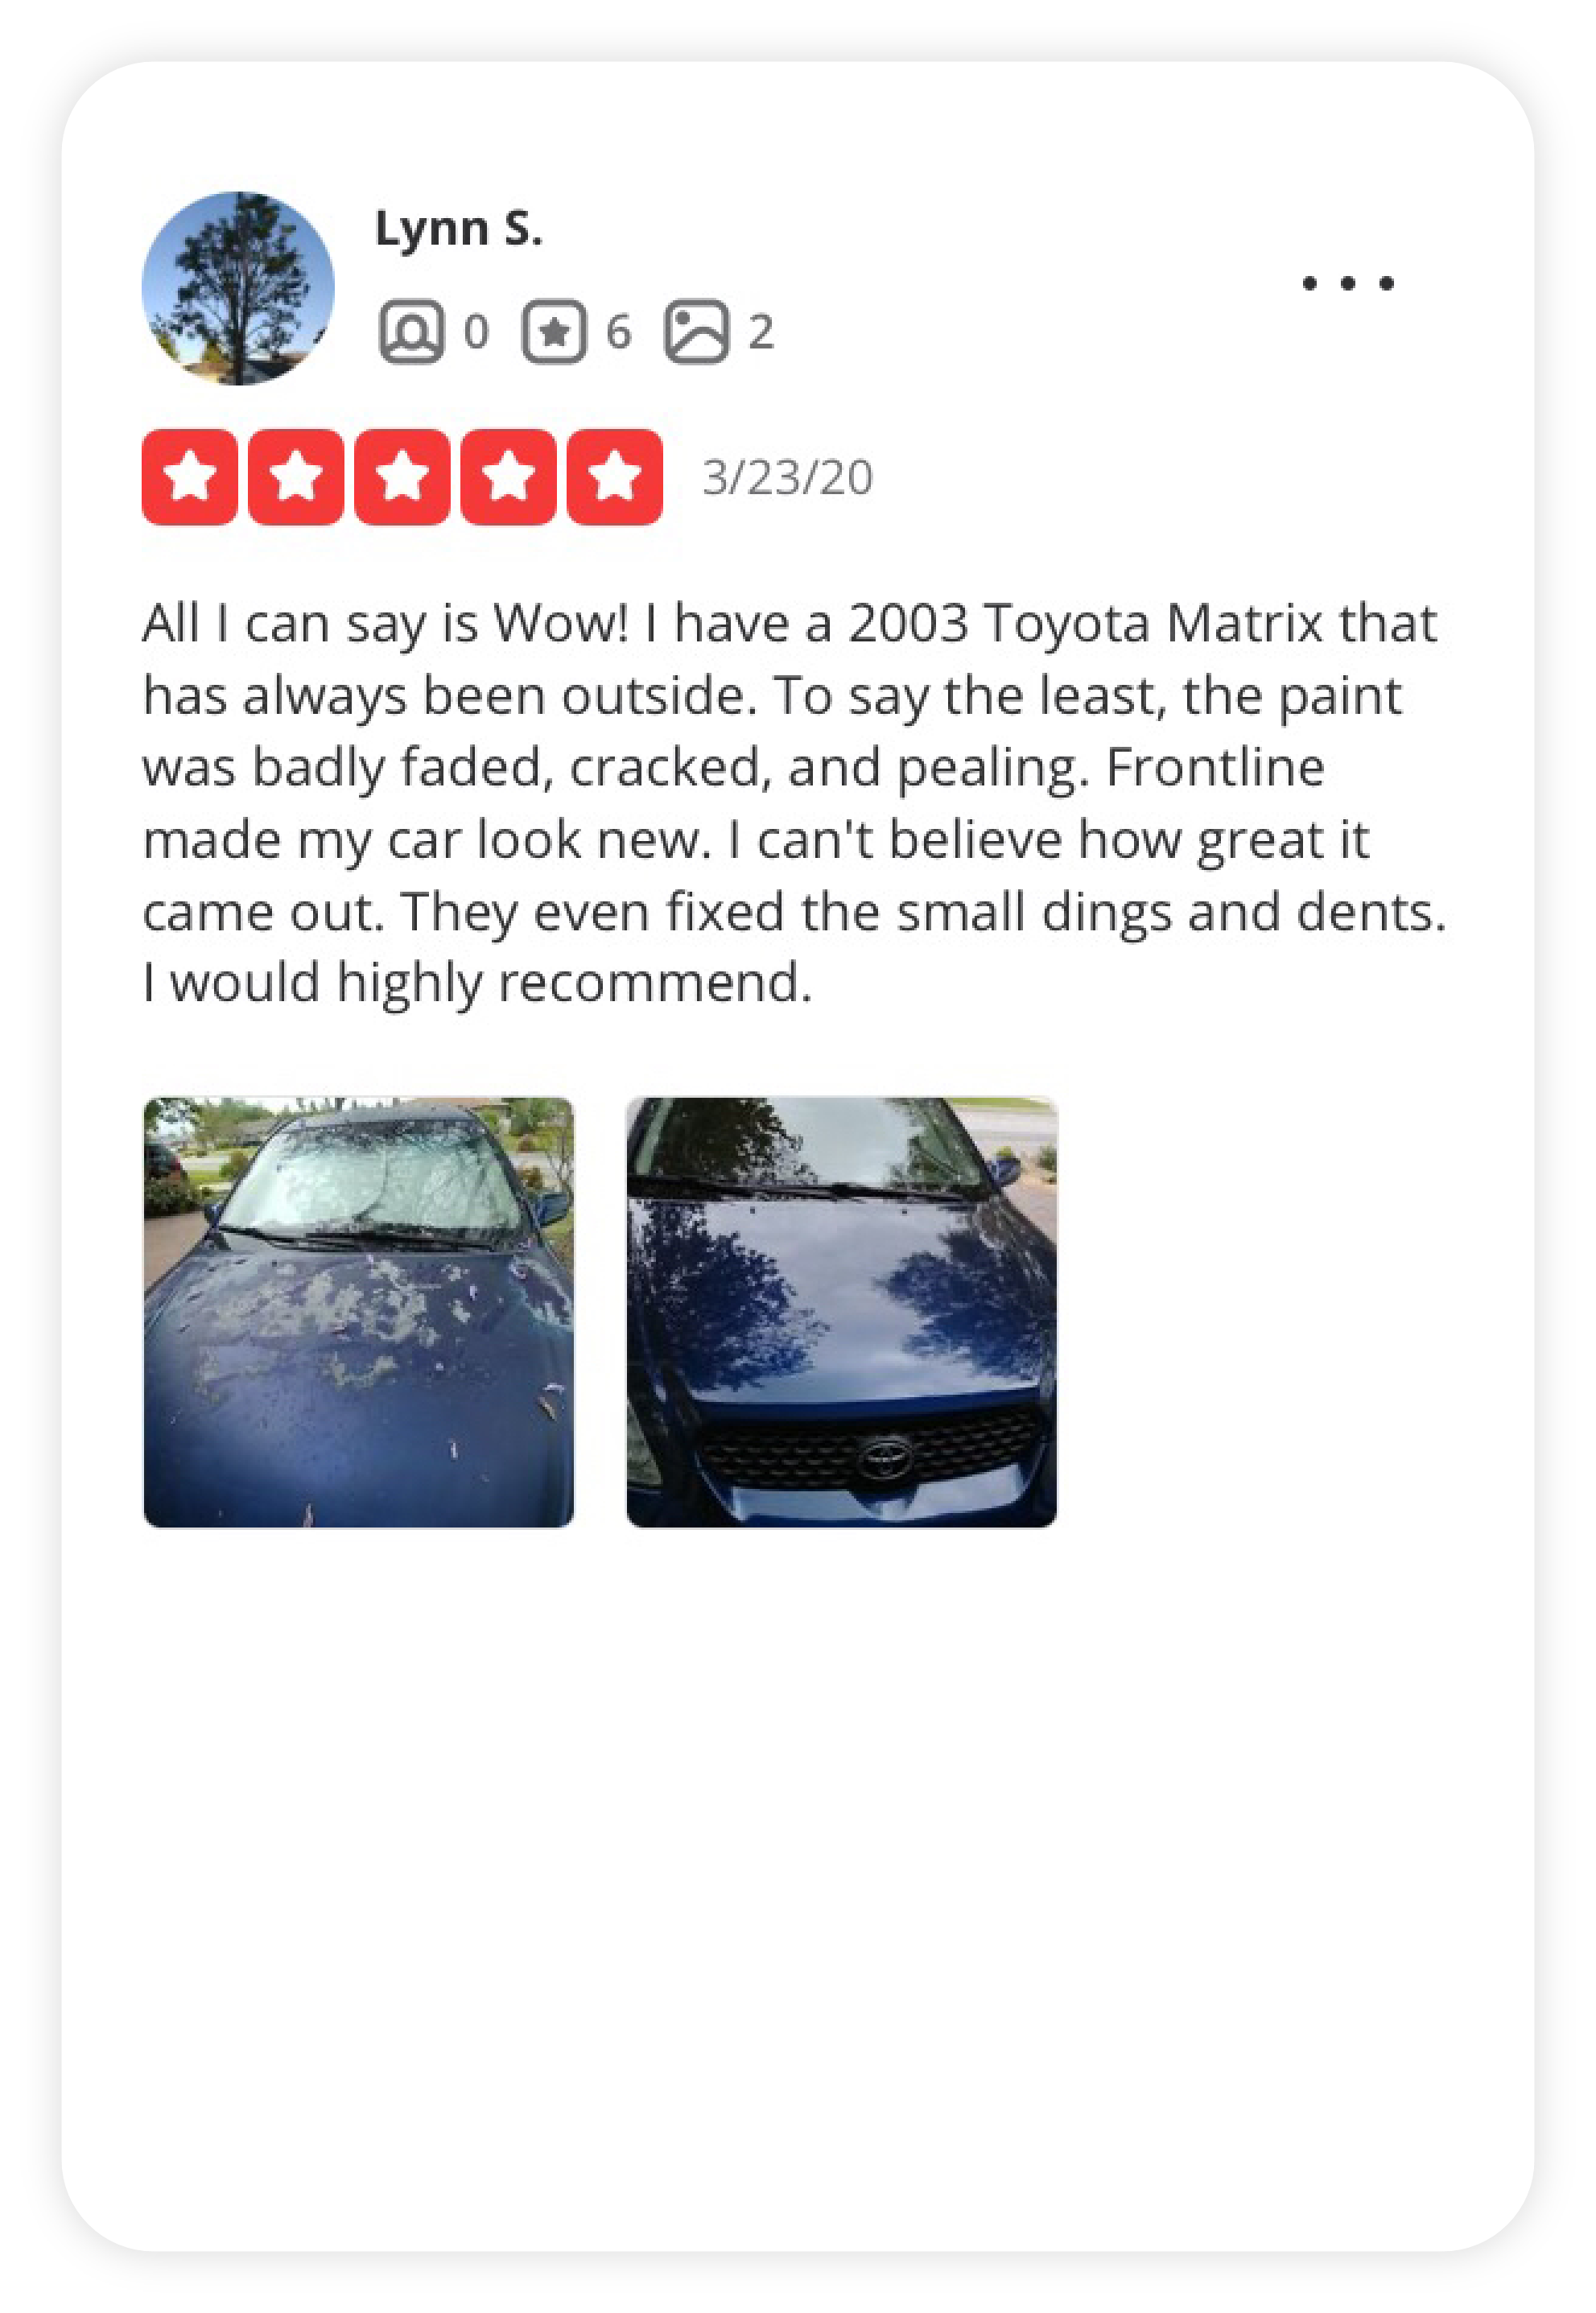 Lynn S.
0 6 2
3/23/20
All I can say is Wow! I have a 2003 Toyota Matrix that
has always been outside. To say the least, the paint
was badly faded, cracked, and pealing. Frontline
made my car look new. I can't believe how great it
came out. They even fixed the small dings and dents.
I would highly recommend.